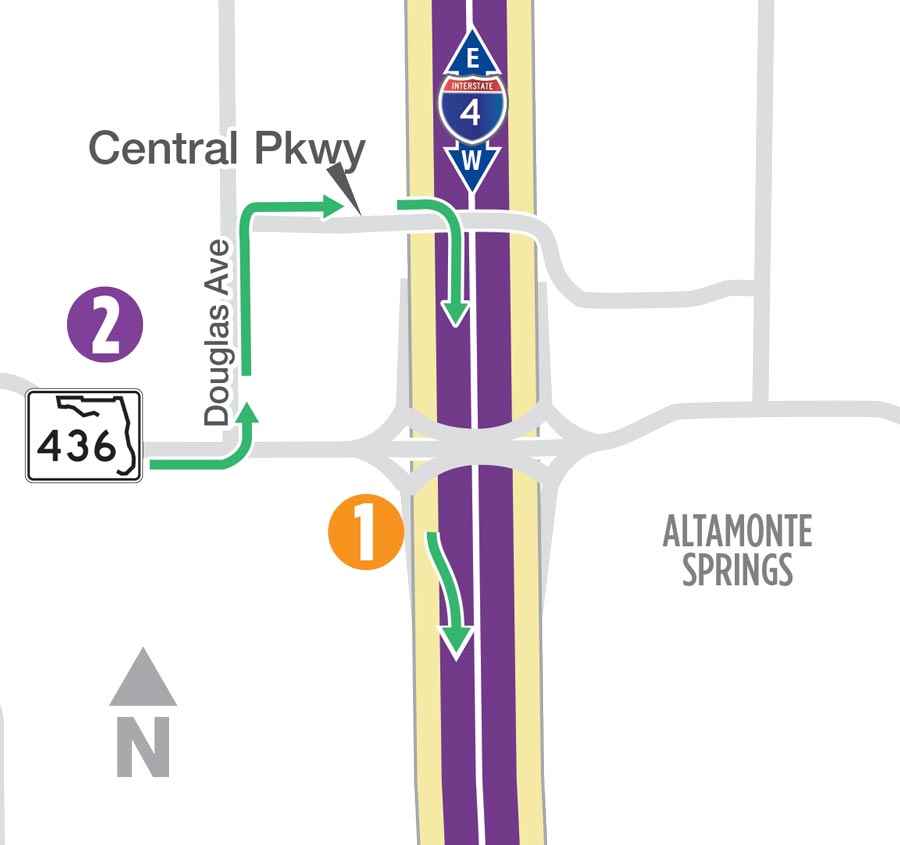 E
INTERSTATE
4
W
Central Pkwy
Douglas Ave
2
436
1
ALTAMONTE
SPRINGS
N